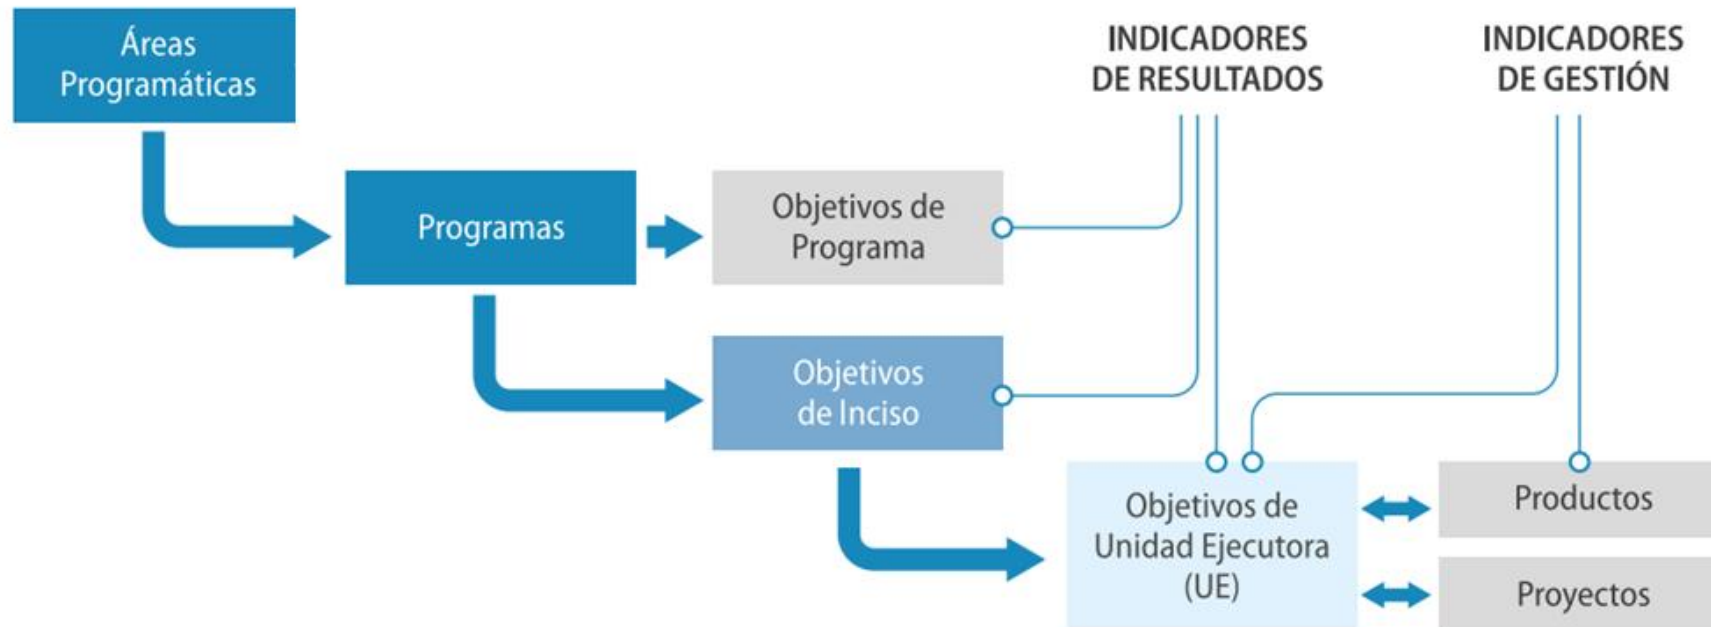 Áreas
Programáticas
INDICADORES
DE RESULTADOS
INDICADORES
DE GESTIÓN
Programas
Objetivos de
Programa
Objetivos
de Inciso
Objetivos de
Unidad Ejecutora
(UE)
Productos
Proyectos